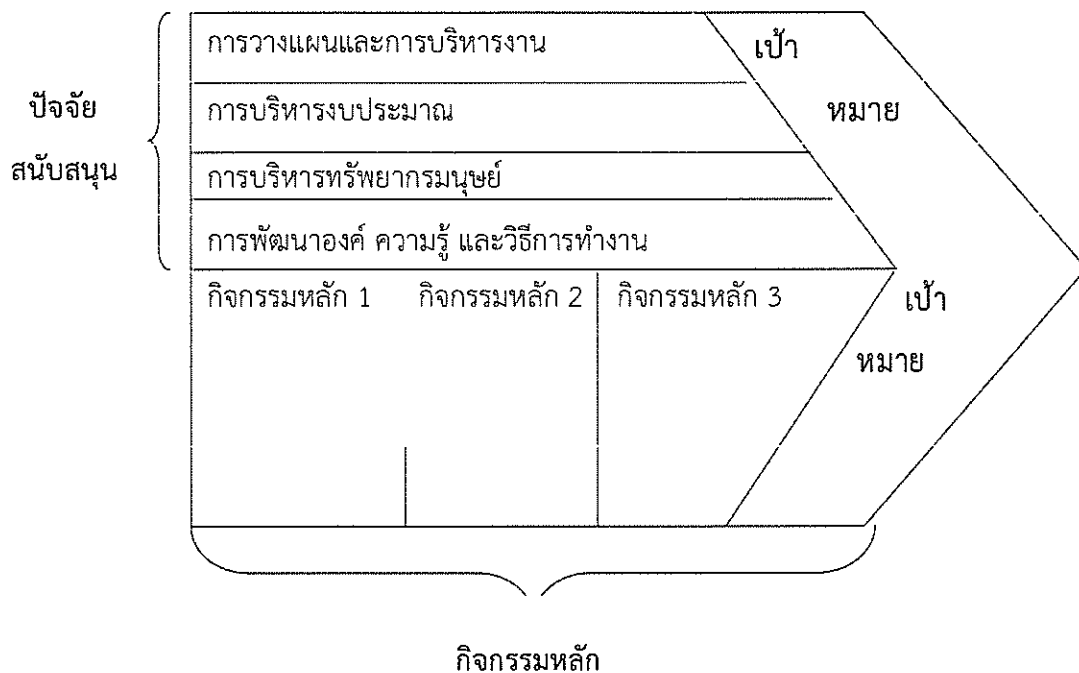 การวางแผนและการบริหารงาน
เป้า
หมาย
ปัจจัย
สนับสนุน
การบริหารงบประมาณ
การบริหารทรัพยากรมนุษย์
การพัฒนาองค์ ความรู้ และวิธีการทำงาน
กิจกรรมหลัก 1 กิจกรรมหลัก 2 กิจกรรมหลัก 3
เป้า
หมาย
กิจกรรมหลัก